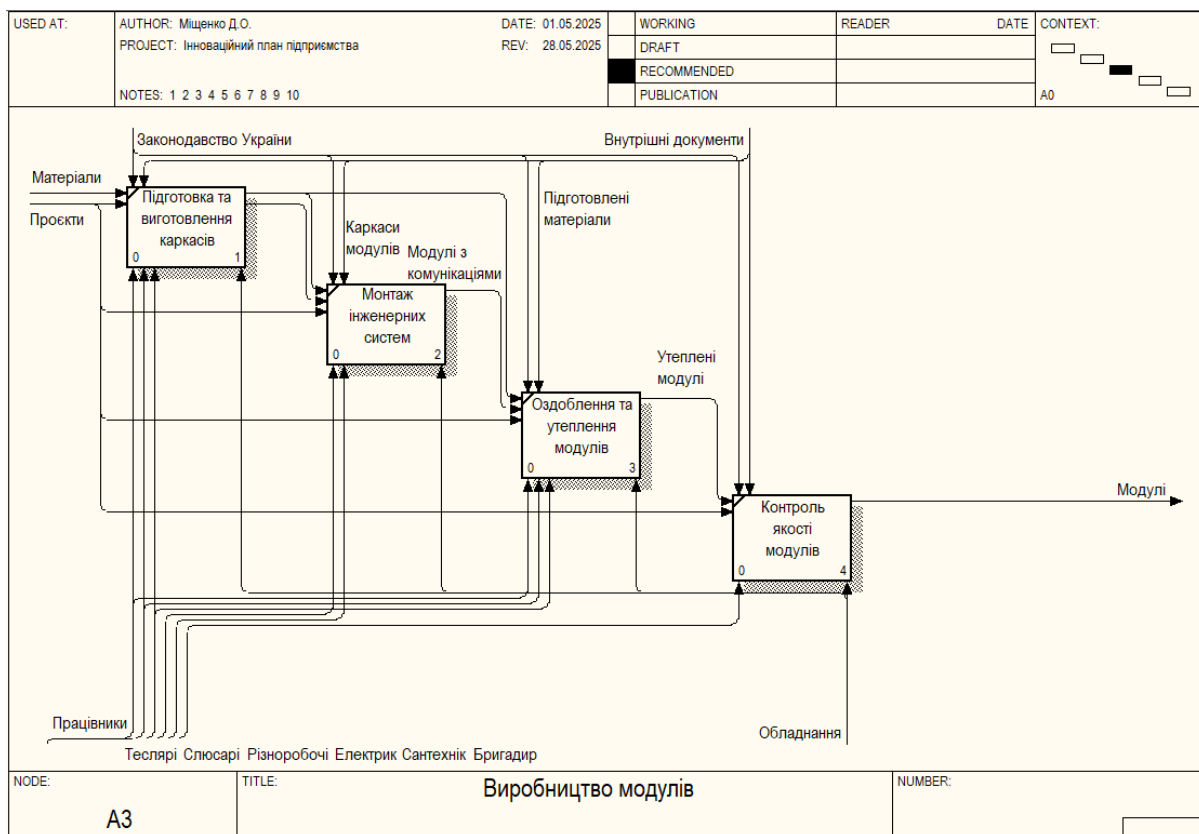 USED AT:
AUTHOR: Міщенко Д.О.
DATE: 01.05.2025
PROJECT: Інноваційний план підприємства
REV: 28.05.2025
NOTES: 1 2 3 4 5 6 7 8 9 10
WORKING
DRAFT
RECOMMENDED
PUBLICATION
READER
DATE
CONTEXT:
A0
Законодавство України
Внутрішні документи
Матеріали
Проєкти
Підготовка та
виготовлення
каркасів
0 1
Каркаси
модулів
Підготовлені
матеріали
Модулі з
комунікаціями
Монтаж
інженерних
систем
0 2
Утеплені
модулі
Оздоблення та
утеплення
модулів
0 3
Модулі
Контроль
якості
модулів
0 4
Працівники
Обладнання
Теслярі Слюсарі Різноробочі Електрик Сантехнік Бригадир
NODE:
A3
TITLE:
Виробництво модулів
NUMBER: